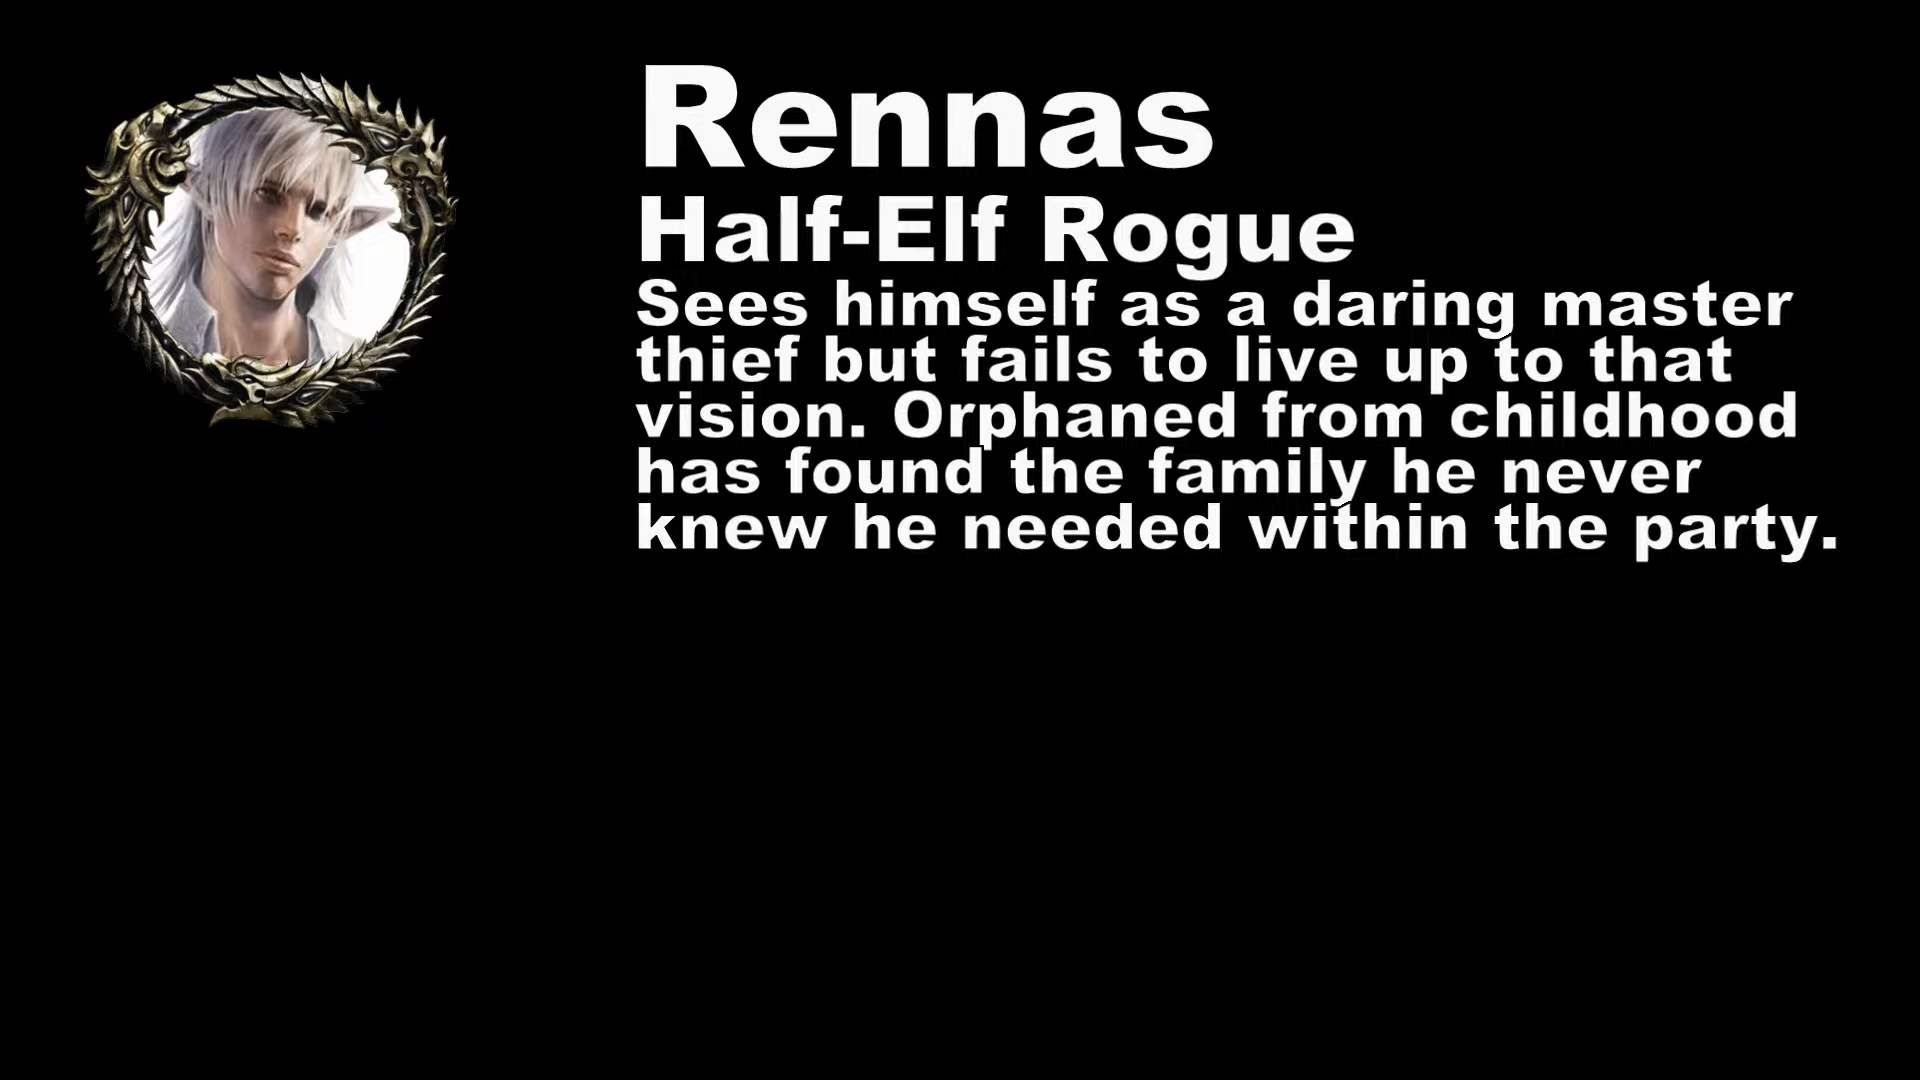 Rennas
Half-Elf Rogue
Sees himself as a daring master
thief but fails to live up to that
vision. Orphaned from childhood
has found the family he never
knew he needed within the party.